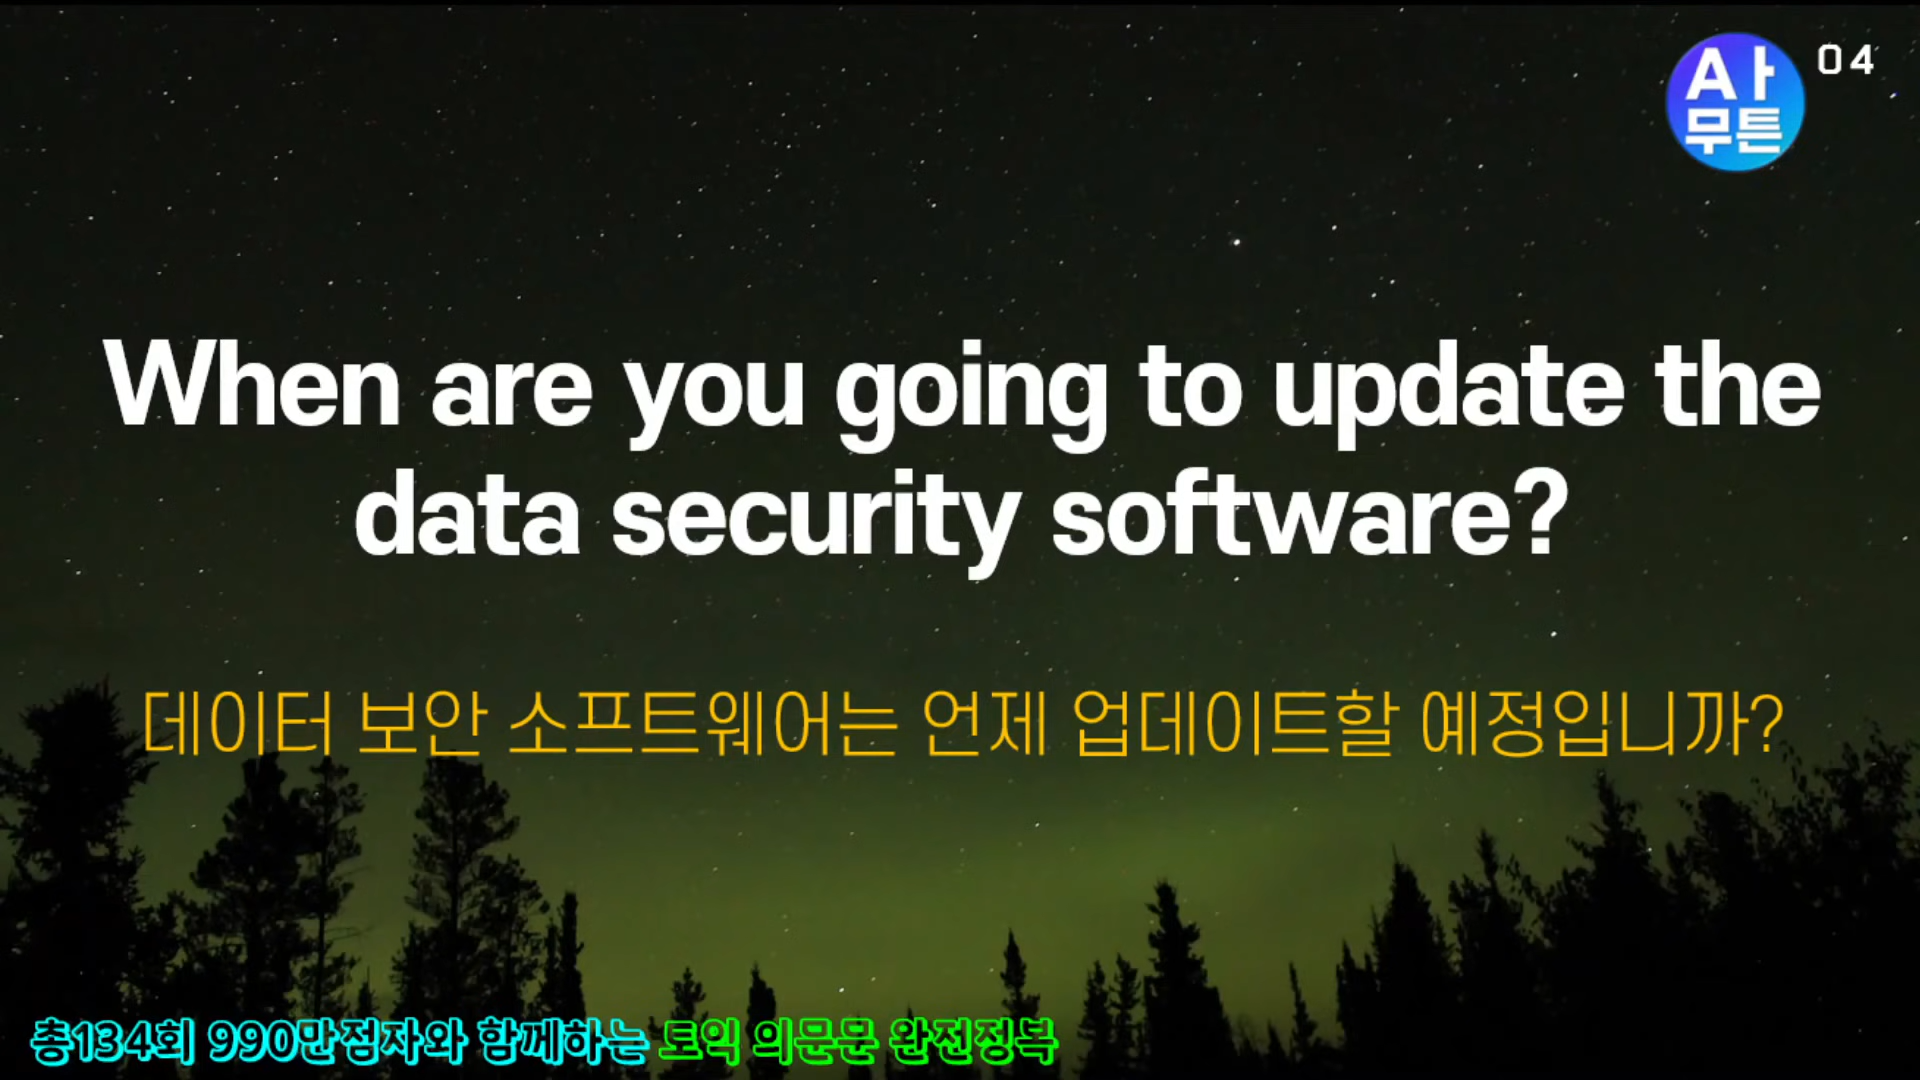 A아
무튼
04
When are you going to update the
data security software?
데이터 보안 소프트웨어는 언제 업데이트할 예정입니까?
총134회 990만점자와 함께하는 토익 의문문 완전정복